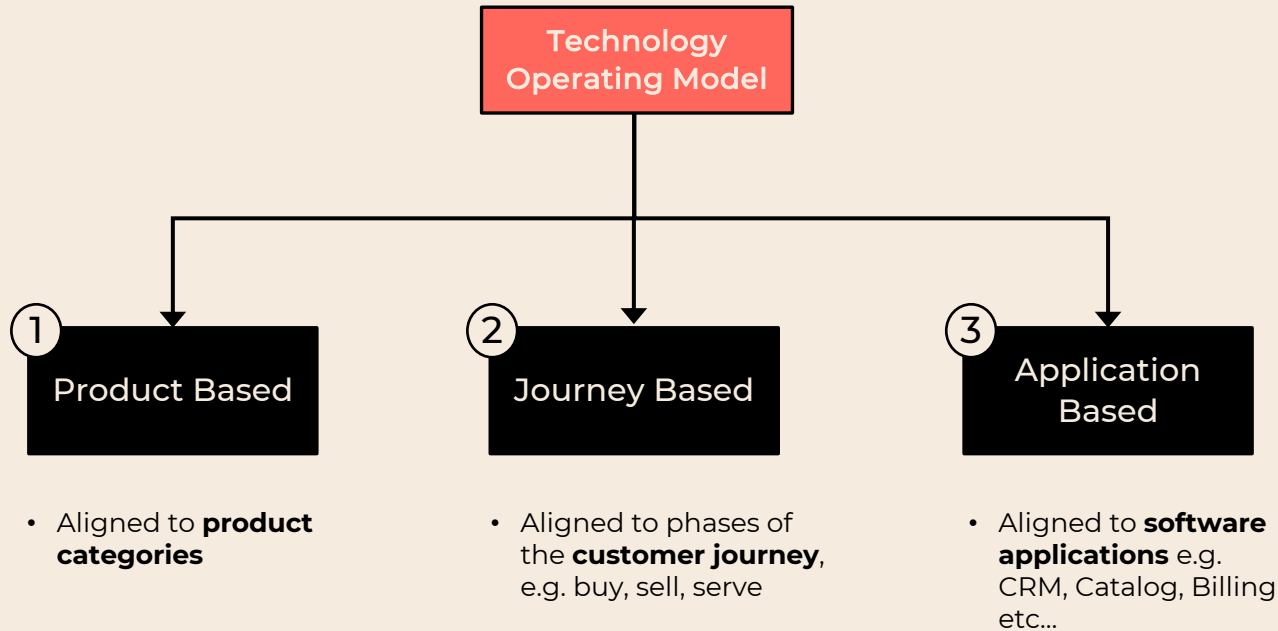 Technology
Operating Model
1
Product Based
2
Journey Based
3
Application
Based
• Aligned to product
categories
• Aligned to phases of
the customer journey,
e.g. buy, sell, serve
• Aligned to software
applications e.g.
CRM, Catalog, Billing
etc...